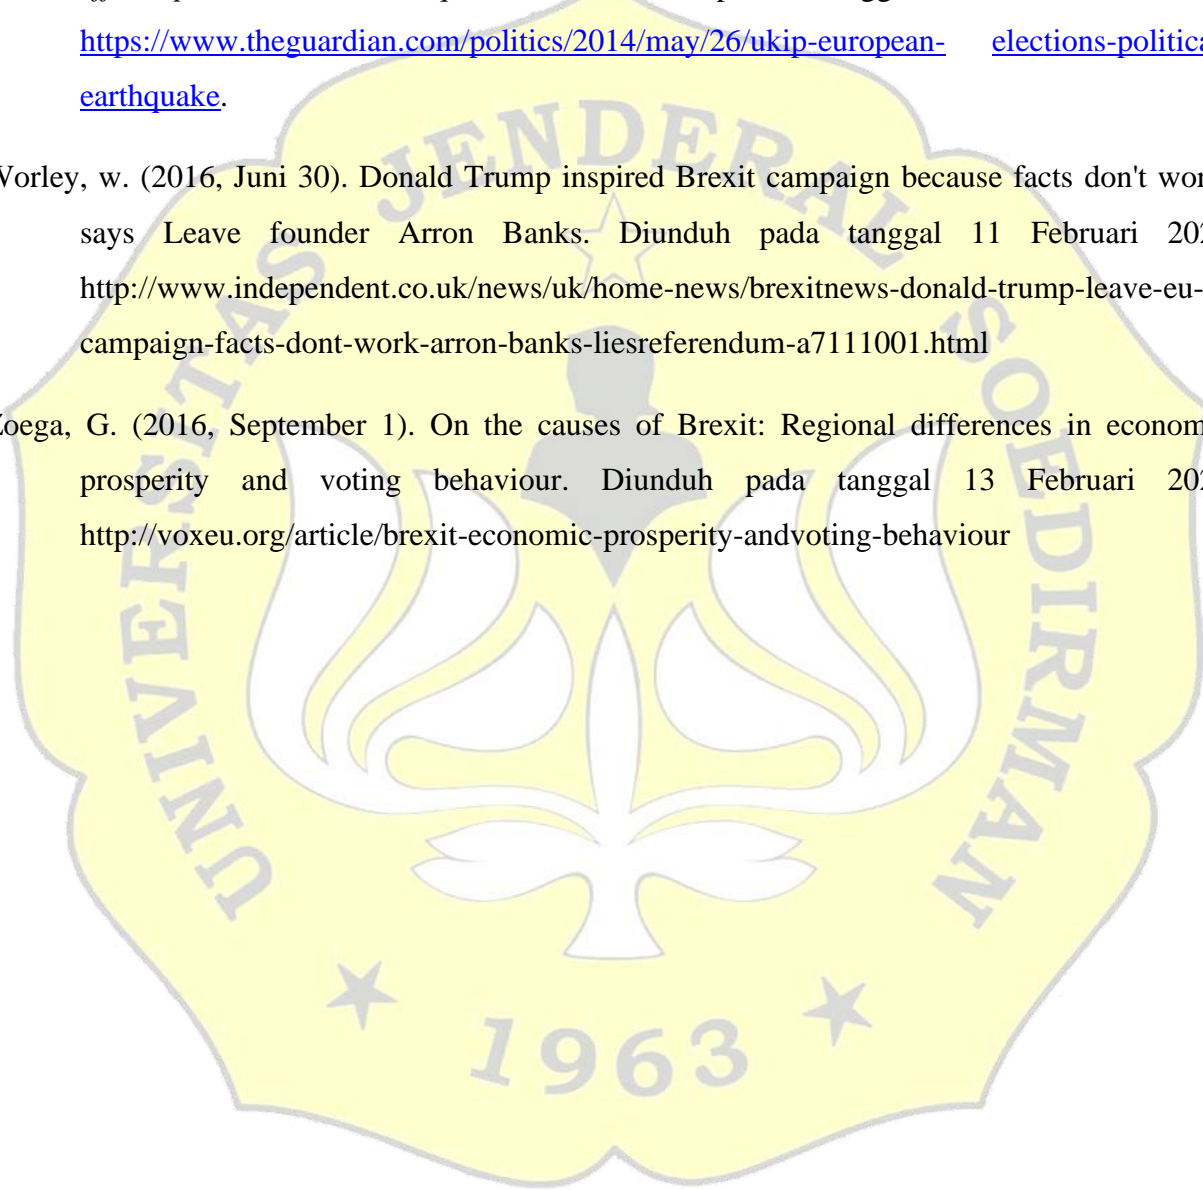 https://www.theguardian.com/politics/2014/may/26/ukip-european- elections-politica
earthquake.
Worley, w. (2016, Juni 30). Donald Trump inspired Brexit campaign because facts don't wor
says Leave founder Arron Banks. Diunduh pada tanggal 11 Februari 202
http://www.independent.co.uk/news/uk/home-news/brexitnews-donald-trump-leave-eu-
campaign-facts-dont-work-arron-banks-liesreferendum-a7111001.html
Zoega, G. (2016, September 1). On the causes of Brexit: Regional differences in econom
prosperity and voting behaviour. Diunduh pada tanggal 13 Februari 202
http://voxeu.org/article/brexit-economic-prosperity-andvoting-behaviour
UNIVERSITAS JENDERAL SOEDIRMAN
1963